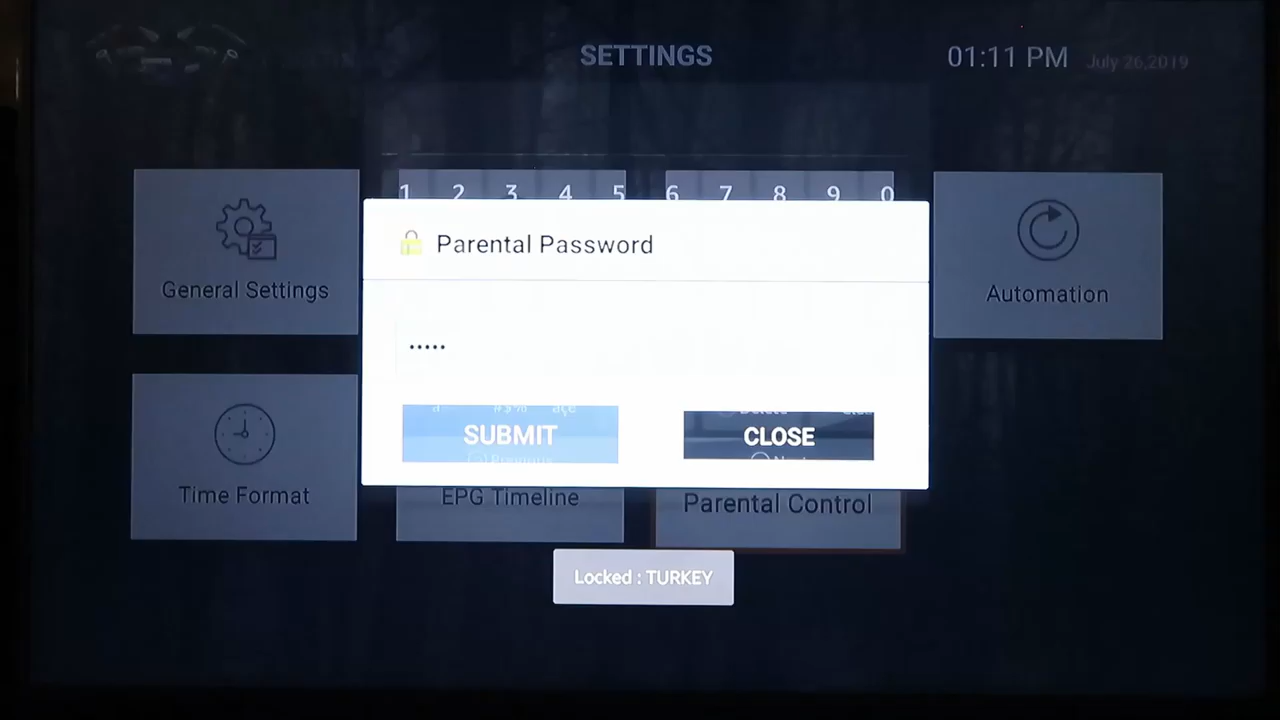 SETTINGS
01:11 PM July 26,2019
1 2 3 4 5 6 7 8 9 0
Parental Password
General Settings
Automation
•••••
#$%
SUBMIT
CLOSE
Previous
Time Format
EPG Timeline
Parental Control
Locked : TURKEY